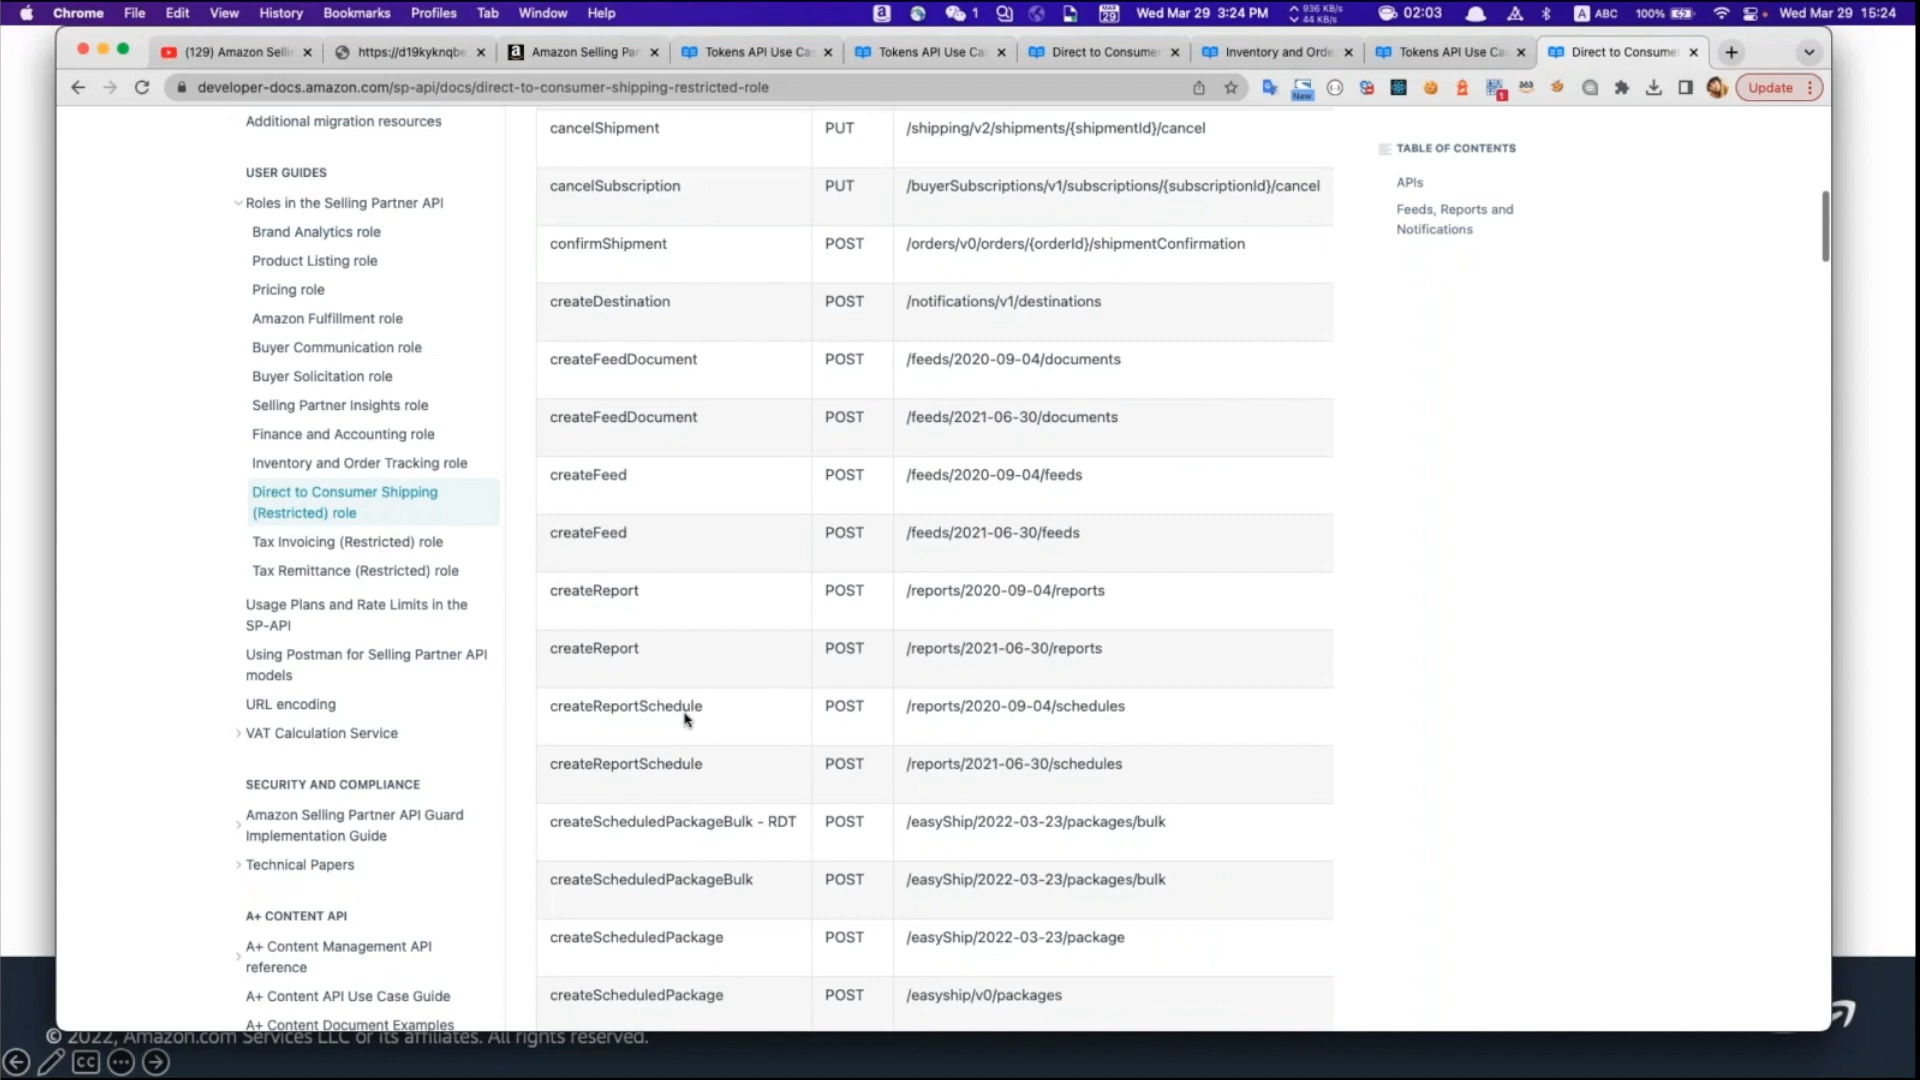 Chrome File Edit View History Bookmarks Profiles Tab Window Help 1 MAR 29 Wed Mar 29 3:24 PM 936 KB/s 44 KB/s 02:03 A ABC 100% Wed Mar 29 15:24
(129) Amazon Selli × https://d19kyknqbe × Amazon Selling Par × Tokens API Use Ca × Tokens API Use Ca × Direct to Consume × Inventory and Orde × Tokens API Use Ca × Direct to Consume × +
developer-docs.amazon.com/sp-api/docs/direct-to-consumer-shipping-restricted-role New 1 Update
Additional migration resources
USER GUIDES
Roles in the Selling Partner API
Brand Analytics role
Product Listing role
Pricing role
Amazon Fulfillment role
Buyer Communication role
Buyer Solicitation role
Selling Partner Insights role
Finance and Accounting role
Inventory and Order Tracking role
Direct to Consumer Shipping
(Restricted) role
Tax Invoicing (Restricted) role
Tax Remittance (Restricted) role
Usage Plans and Rate Limits in the
SP-API
Using Postman for Selling Partner API
models
URL encoding
VAT Calculation Service
SECURITY AND COMPLIANCE
Amazon Selling Partner API Guard
Implementation Guide
Technical Papers
A+ CONTENT API
A+ Content Management API
reference
A+ Content API Use Case Guide
A+ Content Document Examples
cancelShipment PUT /shipping/v2/shipments/{shipmentId}/cancel
cancelSubscription PUT /buyerSubscriptions/v1/subscriptions/{subscriptionId}/cancel
confirmShipment POST /orders/v0/orders/{orderId}/shipmentConfirmation
createDestination POST /notifications/v1/destinations
createFeedDocument POST /feeds/2020-09-04/documents
createFeedDocument POST /feeds/2021-06-30/documents
createFeed POST /feeds/2020-09-04/feeds
createFeed POST /feeds/2021-06-30/feeds
createReport POST /reports/2020-09-04/reports
createReport POST /reports/2021-06-30/reports
createReportSchedule POST /reports/2020-09-04/schedules
createReportSchedule POST /reports/2021-06-30/schedules
createScheduledPackageBulk - RDT POST /easyShip/2022-03-23/packages/bulk
createScheduledPackageBulk POST /easyShip/2022-03-23/packages/bulk
createScheduledPackage POST /easyShip/2022-03-23/package
createScheduledPackage POST /easyship/v0/packages
TABLE OF CONTENTS
APIs
Feeds, Reports and
Notifications
© 2022, Amazon.com Services LLC or its affiliates. All rights reserved.
CC